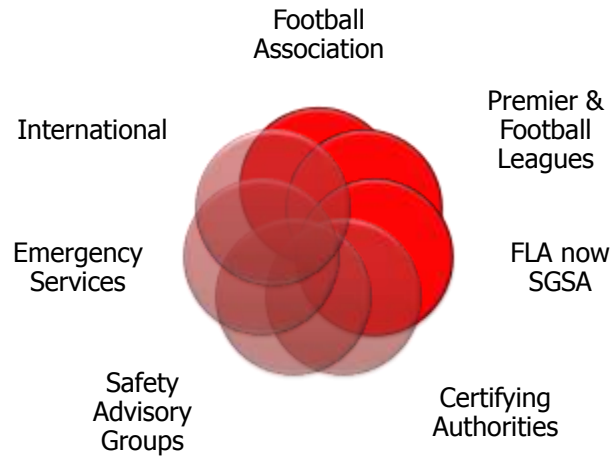 Football
Association
Premier &
Football
Leagues
International
FLA now
SGSA
Emergency
Services
Certifying
Authorities
Safety
Advisory
Groups